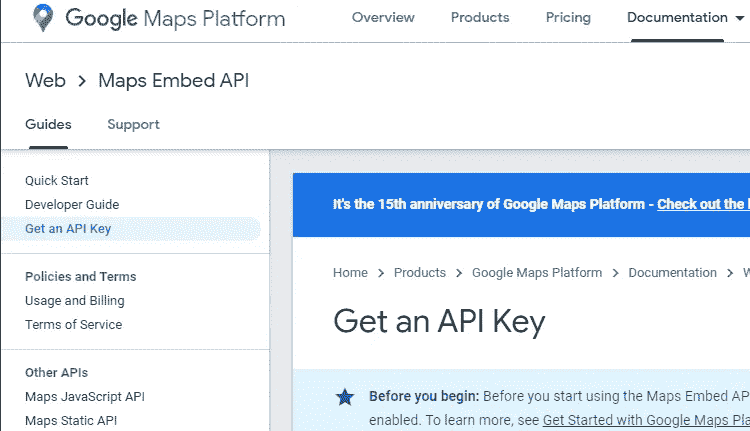 Google Maps Platform
Overview Products Pricing Documentation
Web > Maps Embed API
Guides Support
Quick Start
Developer Guide
Get an API Key
Policies and Terms
Usage and Billing
Terms of Service
Other APIs
Maps JavaScript API
Maps Static API
It's the 15th anniversary of Google Maps Platform - Check out the
Home > Products > Google Maps Platform > Documentation >
Get an API Key
Before you begin: Before you start using the Maps Embed AP
enabled. To learn more, see Get Started with Google Maps Pla